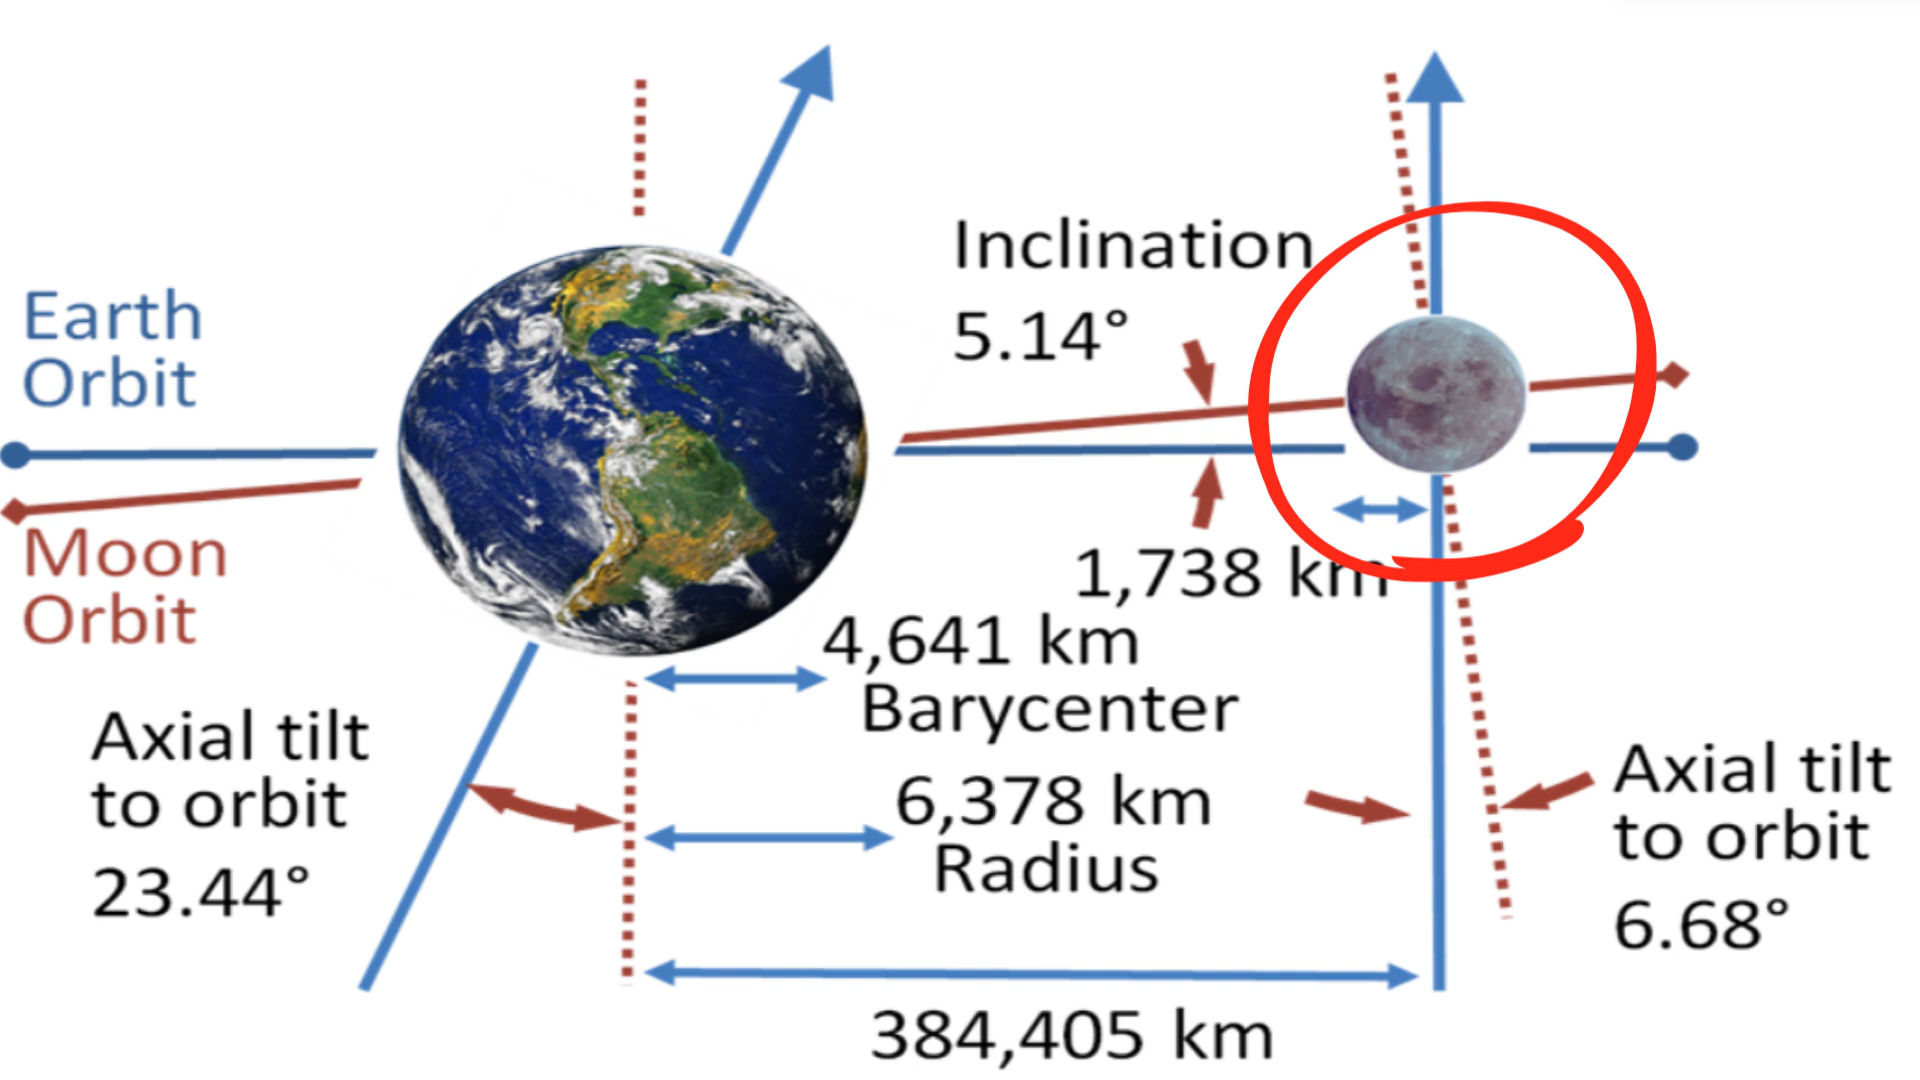 Earth
Orbit
Moon
Orbit
Inclination
5.14°
1,738 km
4,641 km
Barycenter
6,378 km
Radius
Axial tilt
to orbit
23.44°
Axial tilt
to orbit
6.68°
384,405 km